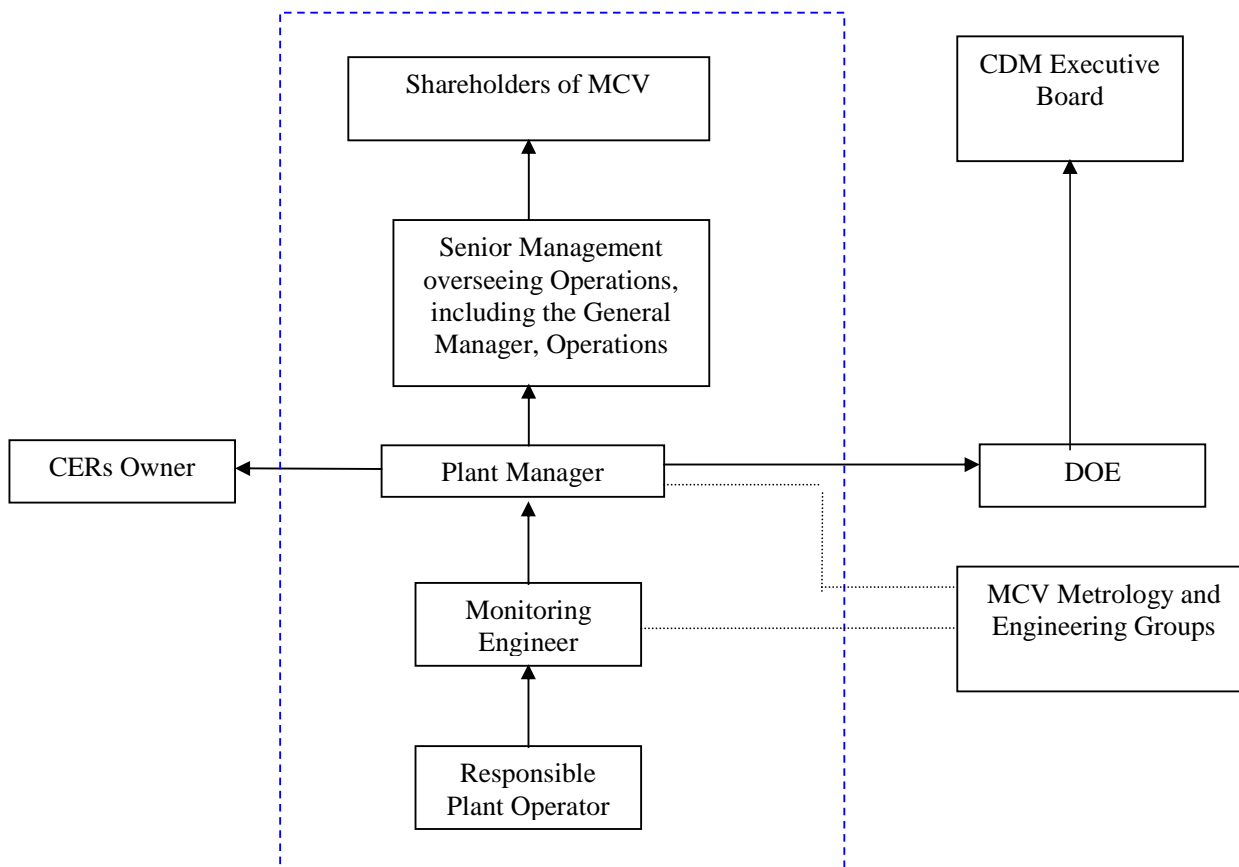 Shareholders of MCV
CDM Executive
Board
Senior Management
overseeing Operations,
including the General
Manager, Operations
CERs Owner
Plant Manager
DOE
Monitoring
Engineer
MCV Metrology and
Engineering Groups
Responsible
Plant Operator